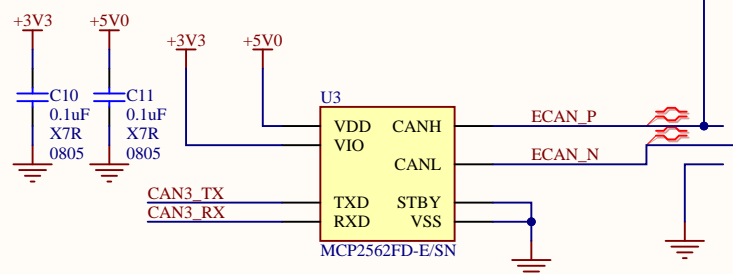 +3V3
+5V0
+3V3
+5V0
C10
0.1uF
X7R
0805
C11
0.1uF
X7R
0805
U3
VDD
CANH
ECAN_P
VIO
CANL
ECAN_N
CAN3_TX
TXD
STBY
CAN3_RX
RXD
VSS
MCP2562FD-E/SN